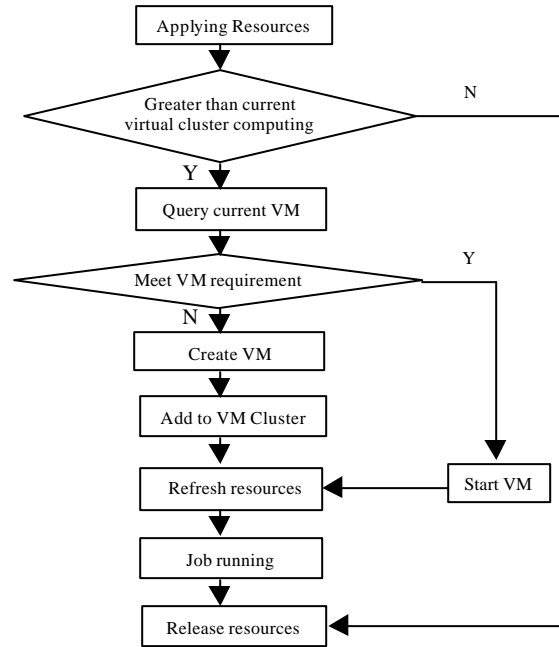 Applying Resources
Greater than current
virtual cluster computing
N
Y
Query current VM
Meet VM requirement
Y
N
Create VM
Add to VM Cluster
Refresh resources
Start VM
Job running
Release resources